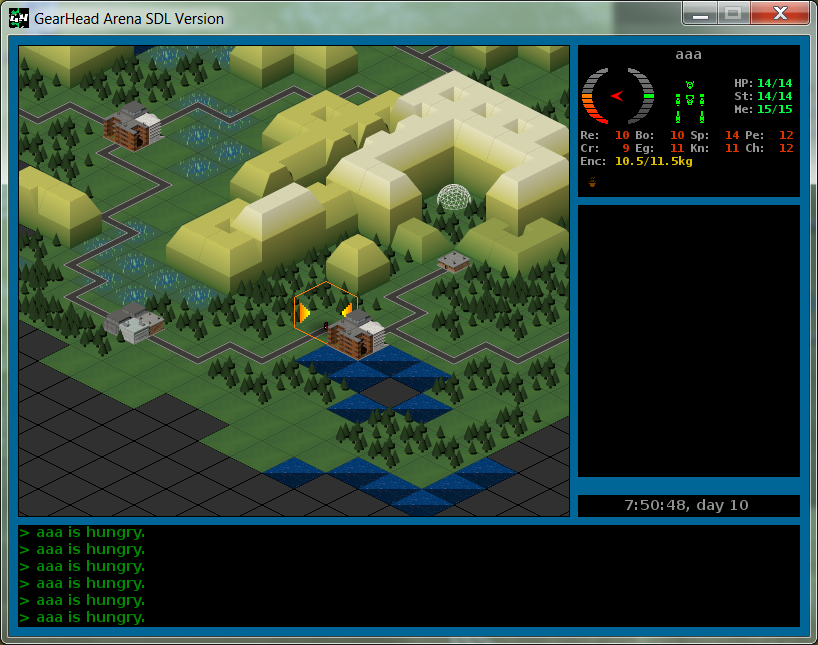 GearHead Arena SDL Version
aaa
HP: 14/14
St: 14/14
Me: 15/15
Re: 10 Bo: 10 Sp: 14 Pe: 12
Cr: 9 Eg: 11 Kn: 11 Ch: 12
Enc: 10.5/11.5kg
7:50:48, day 10
> aaa is hungry.
> aaa is hungry.
> aaa is hungry.
> aaa is hungry.
> aaa is hungry.
> aaa is hungry.